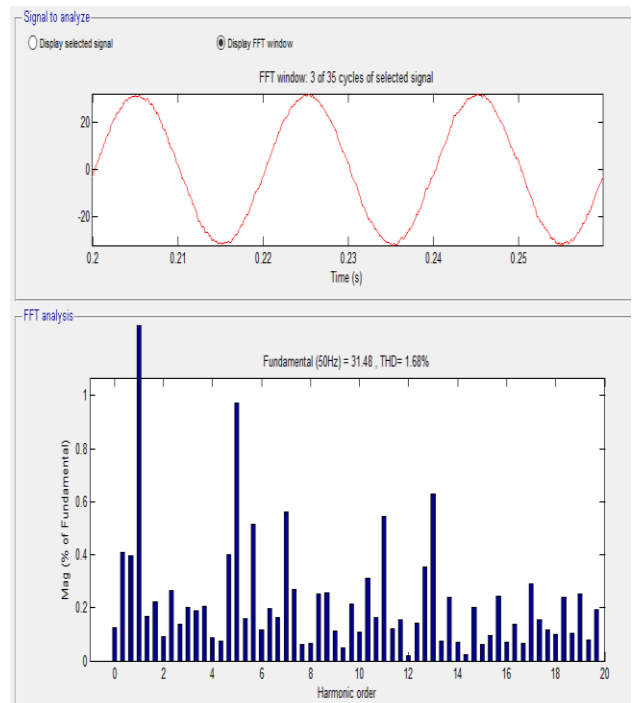 Signal to analyze
Display selected signal
Display FFT window
FFT window: 3 of 35 cycles of selected signal
20
0
-20
0.2 0.21 0.22 0.23 0.24 0.25
Time (s)
FFT analysis
Fundamental (50Hz) = 31.48 , THD= 1.68%
1
0.8
0.6
0.4
0.2
0
Mag (% of Fundamental)
0 2 4 6 8 10 12 14 16 18 20
Harmonic order